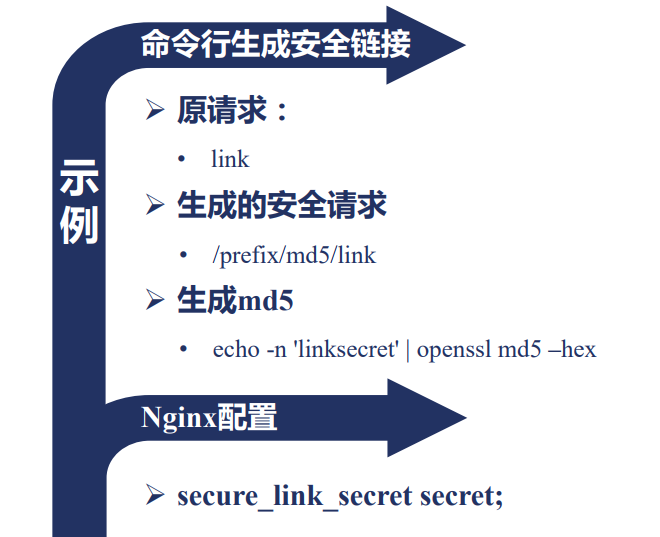 命令行生成安全链接
示例
➢ 原请求：
• link
➢ 生成的安全请求
• /prefix/md5/link
➢ 生成md5
• echo -n 'linksecret' | openssl md5 –hex
Nginx配置
➢ secure_link_secret secret;